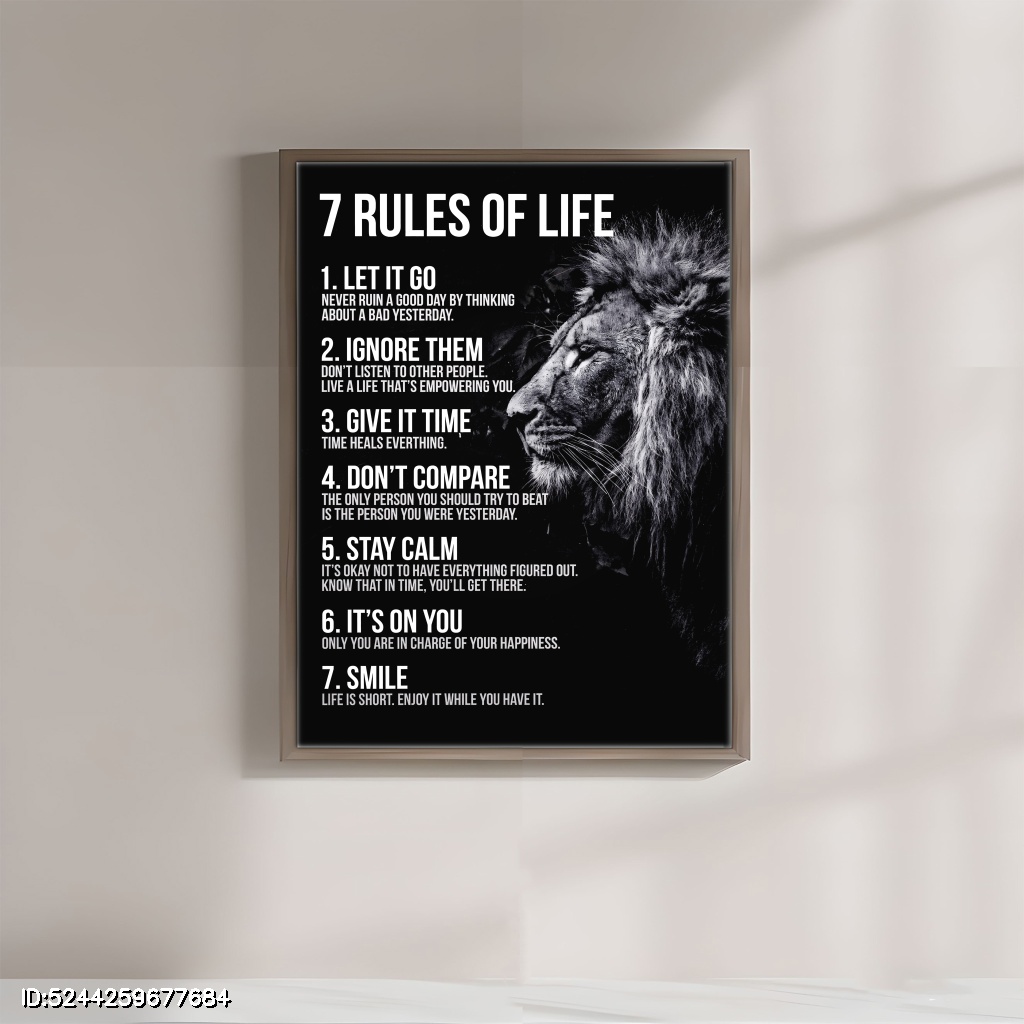 7 RULES OF LIFE
1. LET IT GO
NEVER RUIN A GOOD DAY BY THINKING
ABOUT A BAD YESTERDAY.
2. IGNORE THEM
DON'T LISTEN TO OTHER PEOPLE.
LIVE A LIFE THAT'S EMPOWERING YOU.
3. GIVE IT TIME
TIME HEALS EVERTHING.
4. DON'T COMPARE
THE ONLY PERSON YOU SHOULD TRY TO BEAT
IS THE PERSON YOU WERE YESTERDAY.
5. STAY CALM
IT'S OKAY NOT TO HAVE EVERYTHING FIGURED OUT.
KNOW THAT IN TIME, YOU'LL GET THERE.
6. IT'S ON YOU
ONLY YOU ARE IN CHARGE OF YOUR HAPPINESS.
7. SMILE
LIFE IS SHORT. ENJOY IT WHILE YOU HAVE IT.
ID:5244259677684